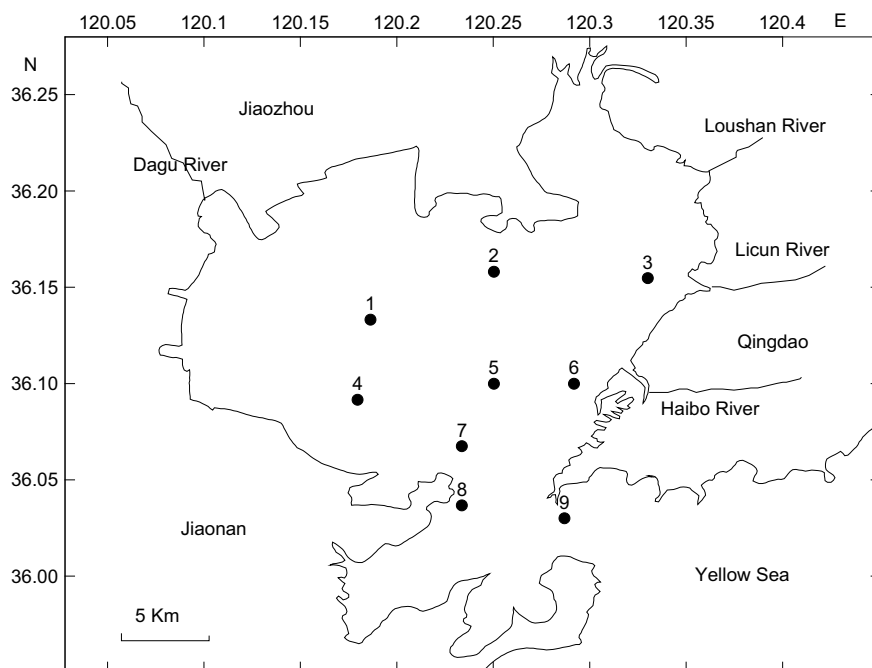 120.05 120.1 120.15 120.2 120.25 120.3 120.35 120.4 E
N
36.25
Jiaozhou
Loushan River
Dagu River
36.20
Licun River
2
3
36.15
1
Qingdao
5
6
36.10
4
Haibo River
7
36.05
8
9
Jiaonan
36.00
Yellow Sea
5 Km